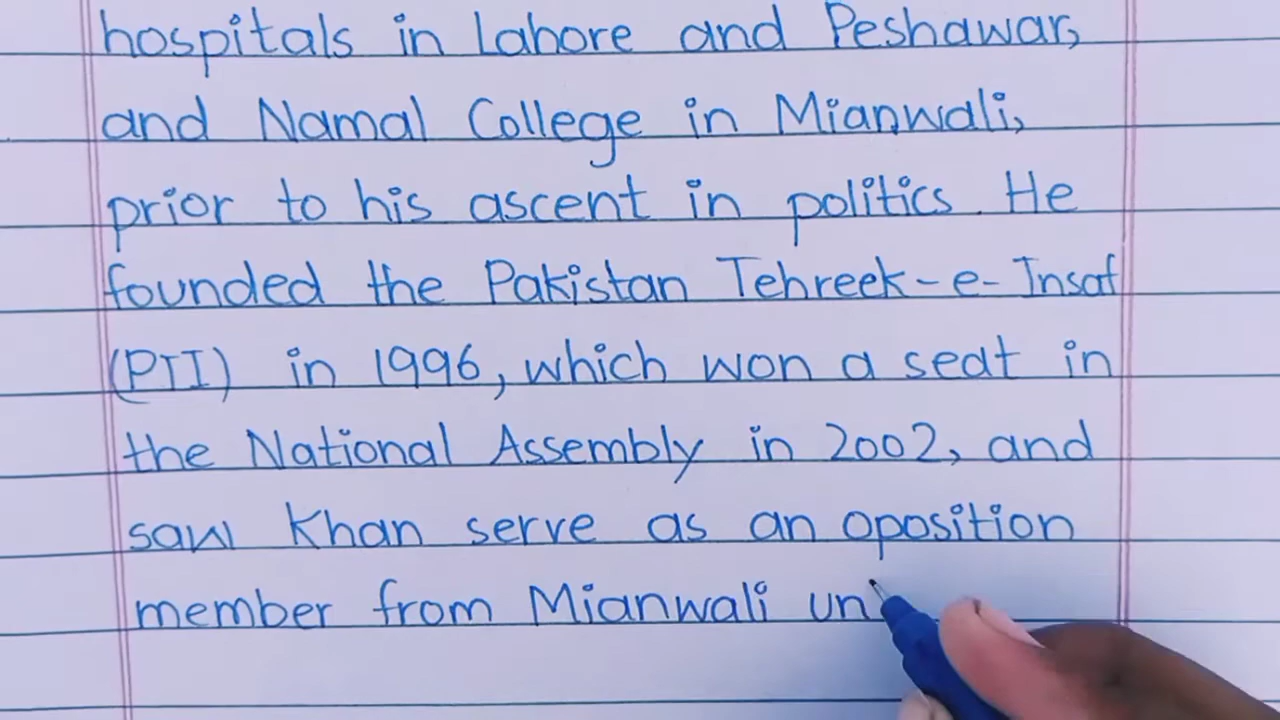 hospitals in Lahore and Peshawar,
and Namal College in Mianwali,
prior to his ascent in politics. He
founded the Pakistan Tehreek-e-Insaf
(PTI) in 1996, which won a seat in
the National Assembly in 2002, and
saw Khan serve as an oposition
member from Mianwali un